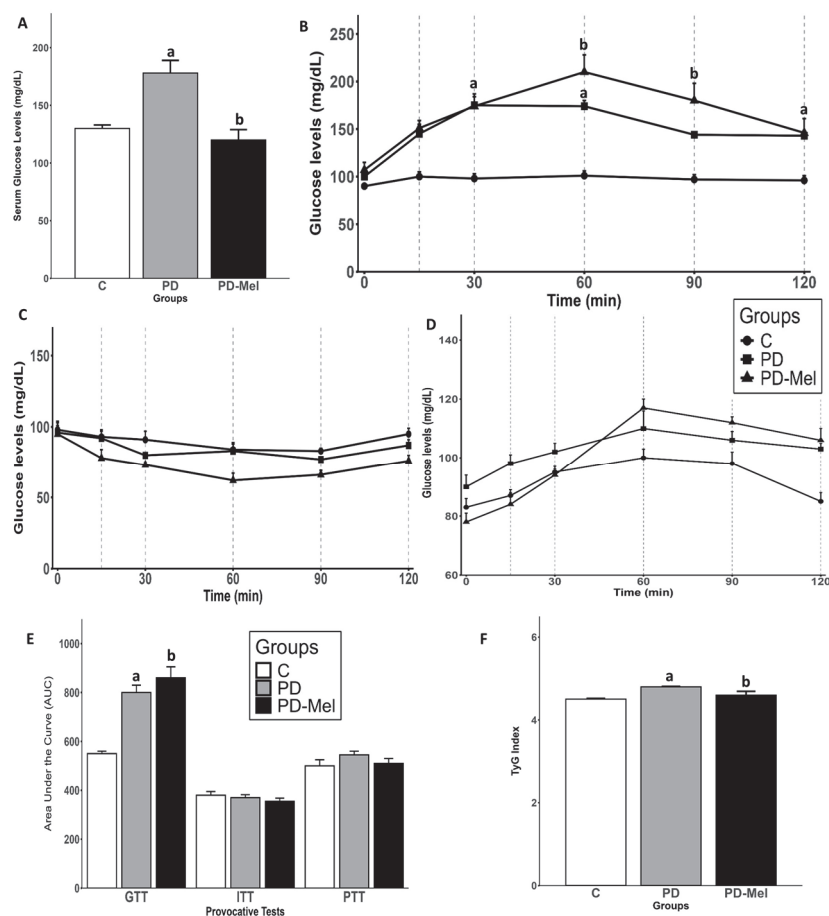 A
a
b
Serum Glucose Levels (mg/dL)
200
150
100
50
0
C PD PD-Mel
Groups
B
b
b
a
a
a
Glucose levels (mg/dL)
250
200
150
100
50
0
0 30 60 90 120
Time (min)
C
Glucose levels (mg/dL)
150
100
50
0
0 30 60 90 120
Time (min)
D
Groups
C
PD
PD-Mel
Glucose levels (mg/dL)
140
120
100
80
60
0 15 30 60 90 120
Time (min)
E
Groups
C
PD
PD-Mel
a
b
Area Under the Curve (AUC)
1000
800
600
400
200
0
GTT ITT PTT
Provocative Tests
F
a
b
TyG Index
6
4
2
0
C PD PD-Mel
Groups